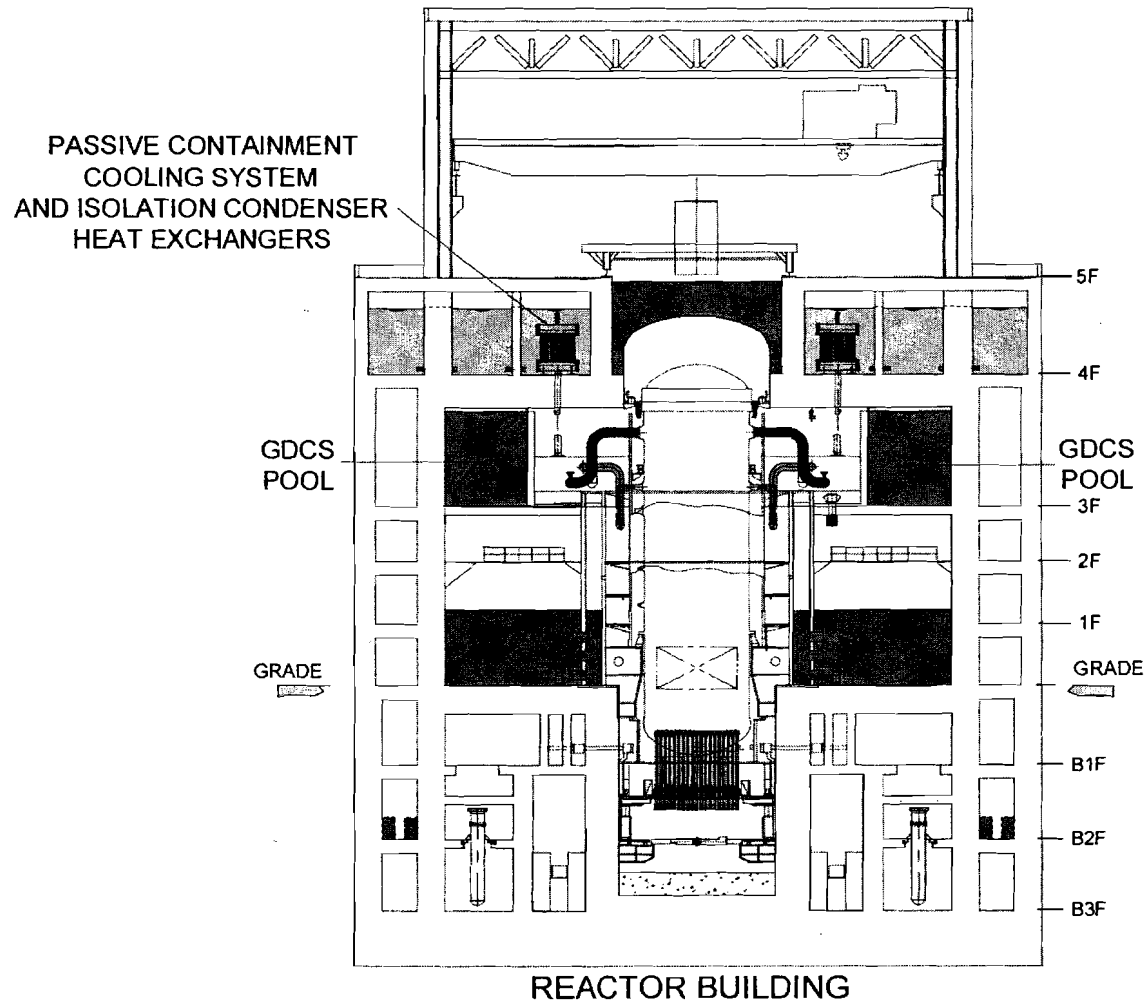 PASSIVE CONTAINMENT
COOLING SYSTEM
AND ISOLATION CONDENSER
HEAT EXCHANGERS
5F
4F
GDCS
POOL
GDCS
POOL
3F
2F
1F
GRADE
GRADE
B1F
B2F
B3F
REACTOR BUILDING